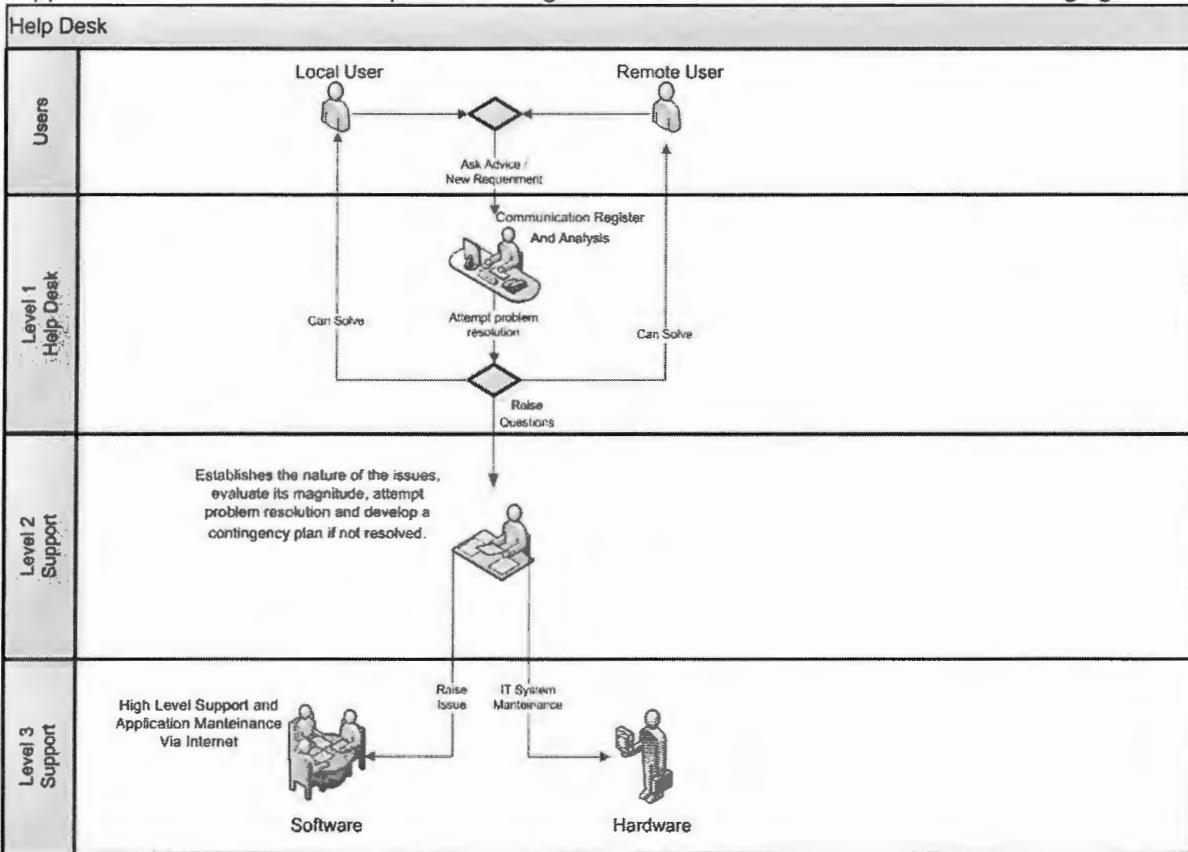 Help Desk
Users
Local User
Remote User
Ask Advice /
New Requenment
Level 1
Help Desk
Communication Register
And Analysis
Attempt problem
resolution
Can Solve
Can Solve
Raise
Questions
Level 2
Support
Establishes the nature of the issues,
evaluate its magnitude, attempt
problem resolution and develop a
contingency plan if not resolved.
Level 3
Support
High Level Support and
Application Manteinance
Via Internet
Raise
Issue
IT System
Manteinance
Software
Hardware